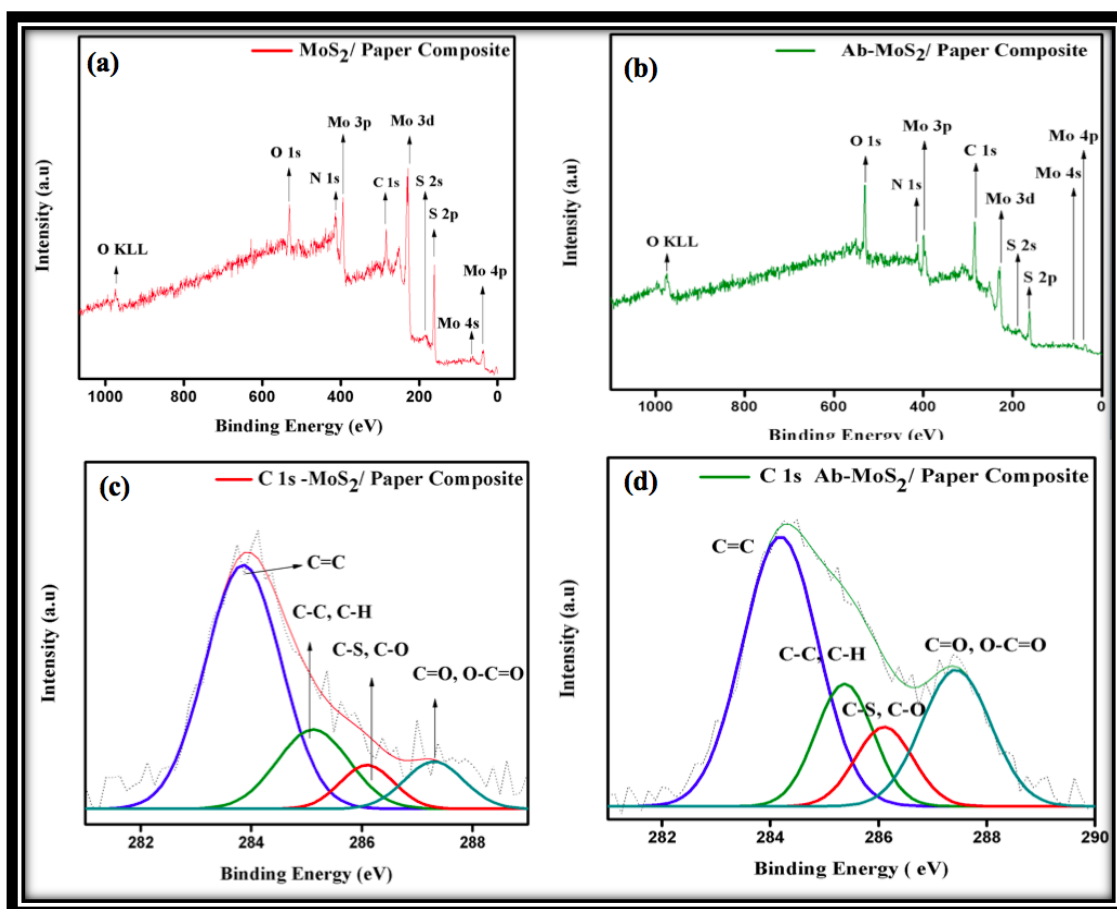 (a)
MoS2/ Paper Composite
Mo 3p
Mo 3d
O 1s
N 1s
C 1s
S 2s
S 2p
O KLL
Mo 4p
Mo 4s
Intensity (a.u)
1000 800 600 400 200 0
Binding Energy (eV)
(b)
Ab-MoS2/ Paper Composite
Mo 3p
Mo 4p
O 1s
C 1s
N 1s
Mo 4s
Mo 3d
S 2s
O KLL
S 2p
Intensity (a.u)
1000 800 600 400 200 0
Binding Energy (eV)
(c)
C 1s -MoS2/ Paper Composite
C=C
C-C, C-H
C-S, C-O
C=O, O-C=O
Intensity (a.u)
282 284 286 288
Binding Energy (eV)
(d)
C 1s Ab-MoS2/ Paper Composite
C=C
C-C, C-H
C=O, O-C=O
C-S, C-O
Intensity (a.u)
282 284 286 288 290
Binding Energy ( eV)